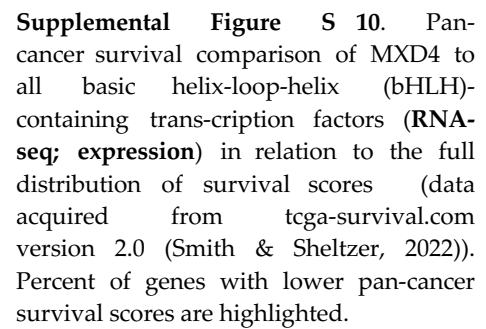 Supplemental Figure S 10. Pan-
cancer survival comparison of MXD4 to
all basic helix-loop-helix (bHLH)-
containing trans-cription factors (RNA-
seq; expression) in relation to the full
distribution of survival scores (data
acquired from tcga-survival.com
version 2.0 (Smith & Sheltzer, 2022)).
Percent of genes with lower pan-cancer
survival scores are highlighted.